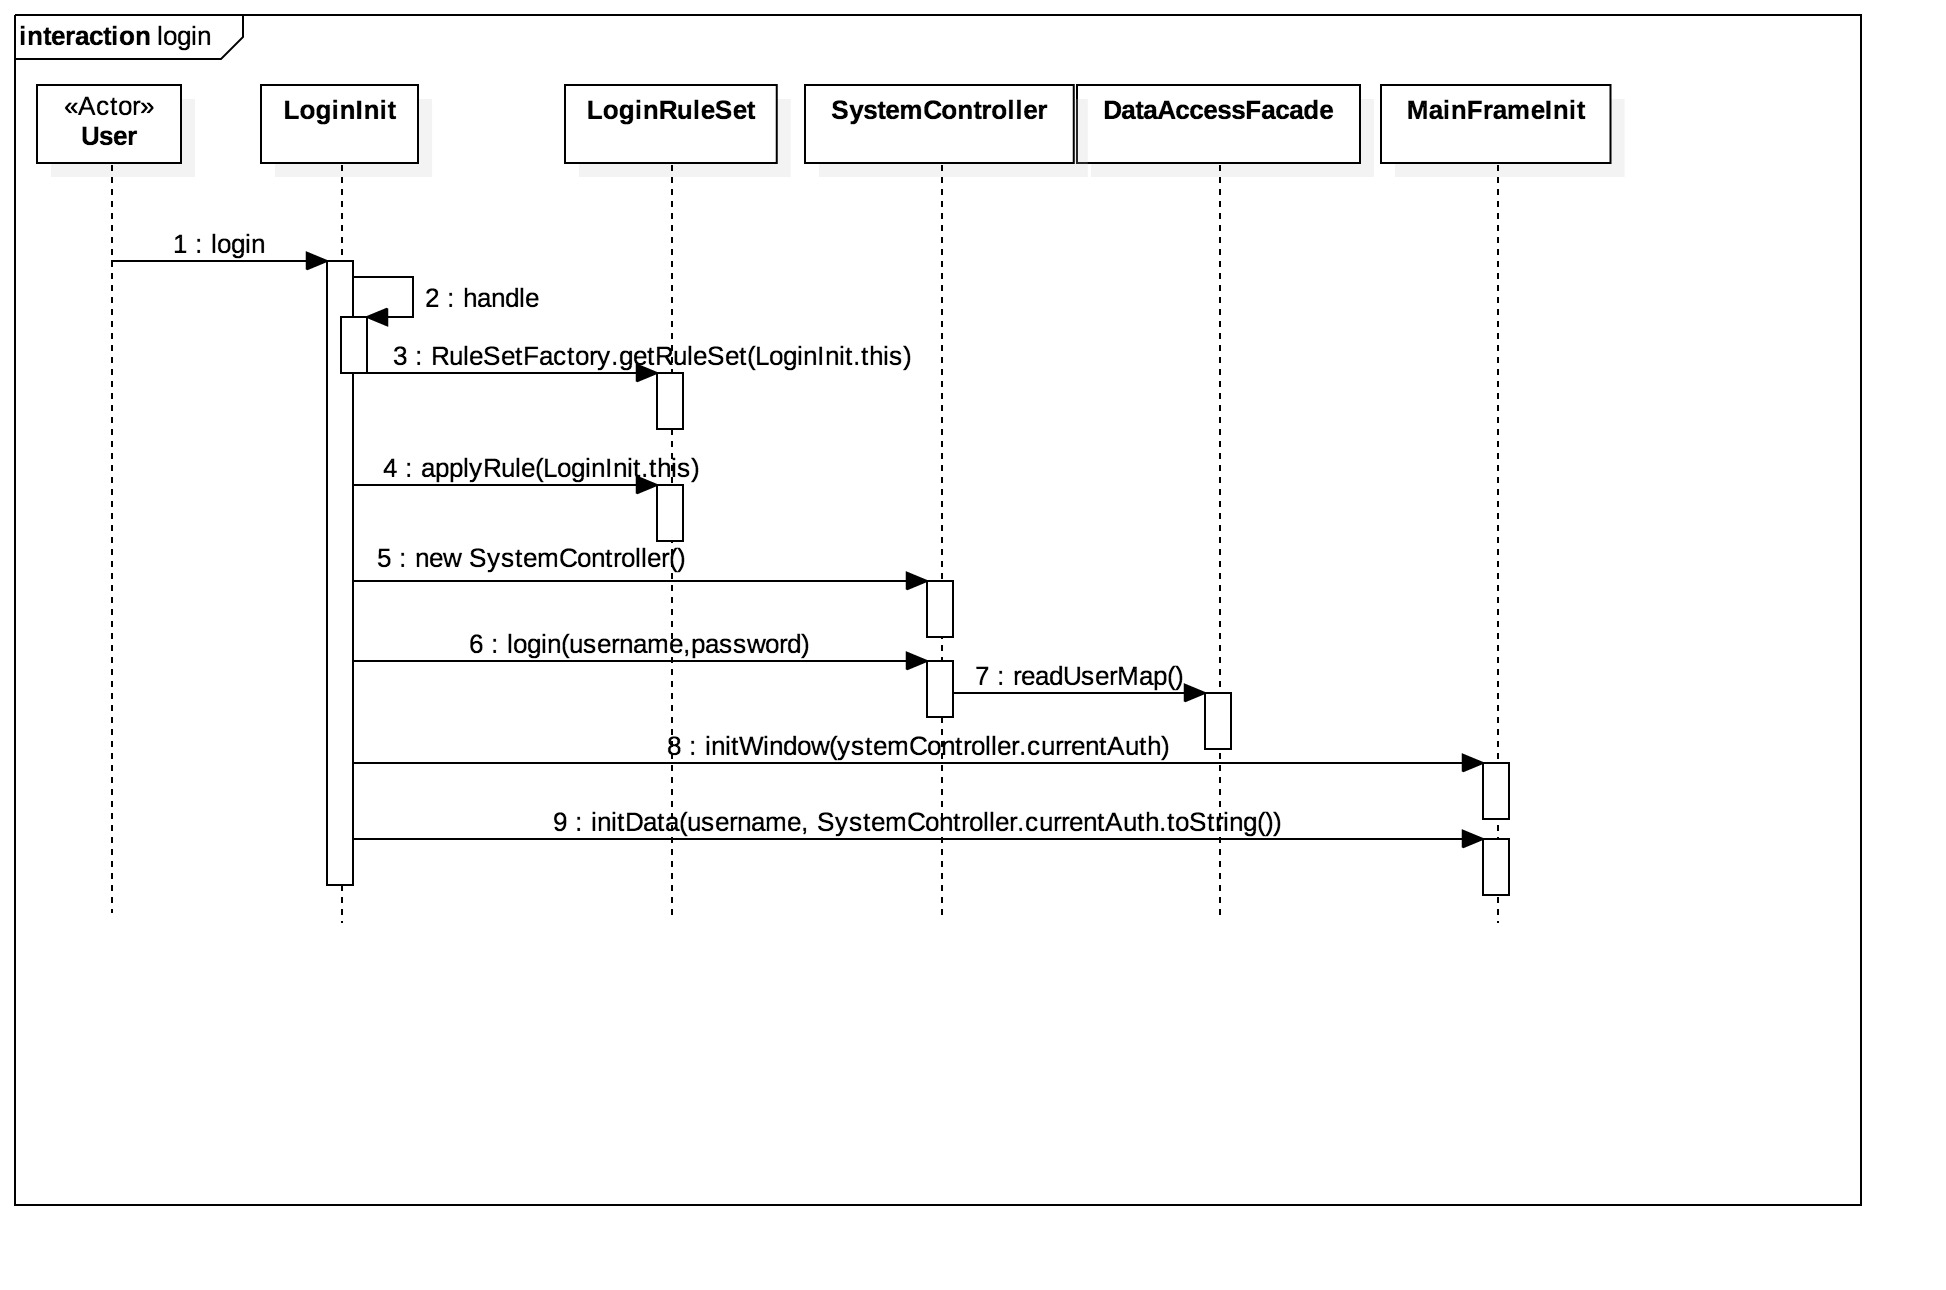 interaction login
«Actor»
User
LoginInit
LoginRuleSet
SystemController
DataAccessFacade
MainFrameInit
1 : login
2 : handle
3 : RuleSetFactory.getRuleSet(LoginInit.this)
4 : applyRule(LoginInit.this)
5 : new SystemController()
6 : login(username,password)
7 : readUserMap()
8 : initWindow(ystemController.currentAuth)
9 : initData(username, SystemController.currentAuth.toString())